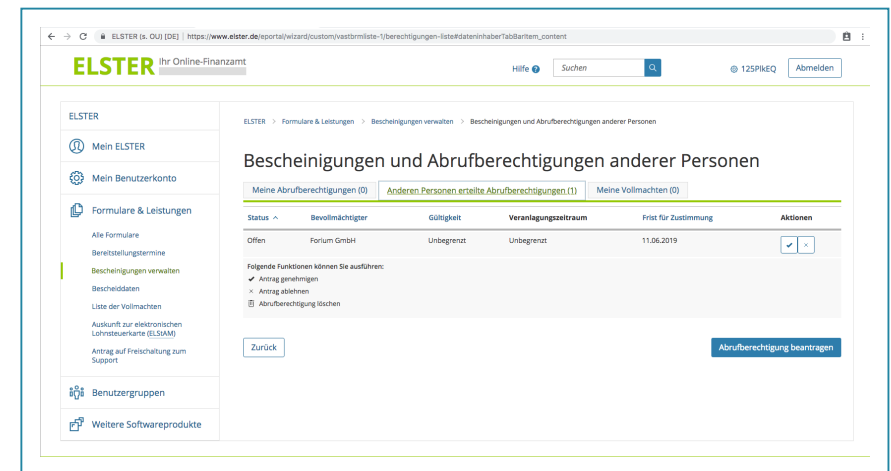 ELSTER (s. OU) [DE] | https://www.elster.de/eportal/wizard/custom/vastbrmliste-1/berechtigungen-liste#dateninhaberTabBarItem_content
ELSTER Ihr Online-Finanzamt
Hilfe ? Suchen 125PlkEQ Abmelden
ELSTER
Mein ELSTER
Mein Benutzerkonto
Formulare & Leistungen
Alle Formulare
Bereitstellungstermine
Bescheinigungen verwalten
Bescheiddaten
Liste der Vollmachten
Auskunft zur elektronischen
Lohnsteuerkarte (ELStAM)
Antrag auf Freischaltung zum
Support
Benutzergruppen
Weitere Softwareprodukte
ELSTER > Formulare & Leistungen > Bescheinigungen verwalten > Bescheinigungen und Abrufberechtigungen anderer Personen
Bescheinigungen und Abrufberechtigungen anderer Personen
Meine Abrufberechtigungen (0) Anderen Personen erteilte Abrufberechtigungen (1) Meine Vollmachten (0)
Status Bevollmächtigter Gültigkeit Veranlagungszeitraum Frist für Zustimmung Aktionen
Offen Forium GmbH Unbegrenzt Unbegrenzt 11.06.2019
Folgende Funktionen können Sie ausführen:
Antrag genehmigen
Antrag ablehnen
Abrufberechtigung löschen
Zurück Abrufberechtigung beantragen